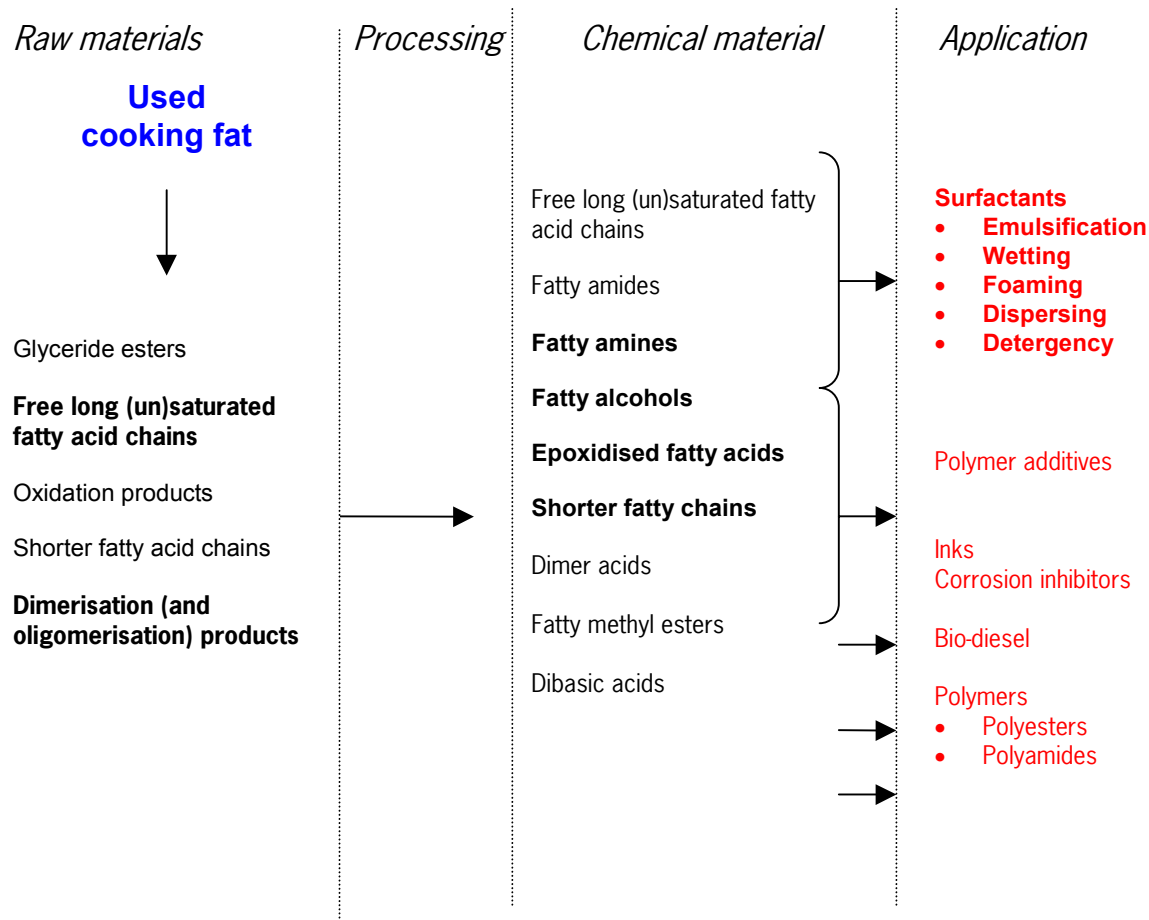 Raw materials
Processing
Chemical material
Application
Used
cooking fat
Glyceride esters
Free long (un)saturated
fatty acid chains
Oxidation products
Shorter fatty acid chains
Dimerisation (and
oligomerisation) products
Free long (un)saturated fatty
acid chains
Fatty amides
Fatty amines
Fatty alcohols
Epoxidised fatty acids
Shorter fatty chains
Dimer acids
Fatty methyl esters
Dibasic acids
Surfactants
• Emulsification
• Wetting
• Foaming
• Dispersing
• Detergency
Polymer additives
Inks
Corrosion inhibitors
Bio-diesel
Polymers
• Polyesters
• Polyamides